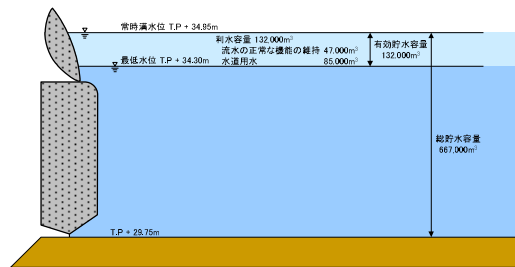 常時満水位 T.P + 34.95m
利水容量 132,000m³
流水の正常な機能の維持 47,000m³
水道用水 85,000m³
有効貯水容量
132,000m³
最低水位 T.P + 34.30m
総貯水容量
667,000m³
T.P + 29.75m